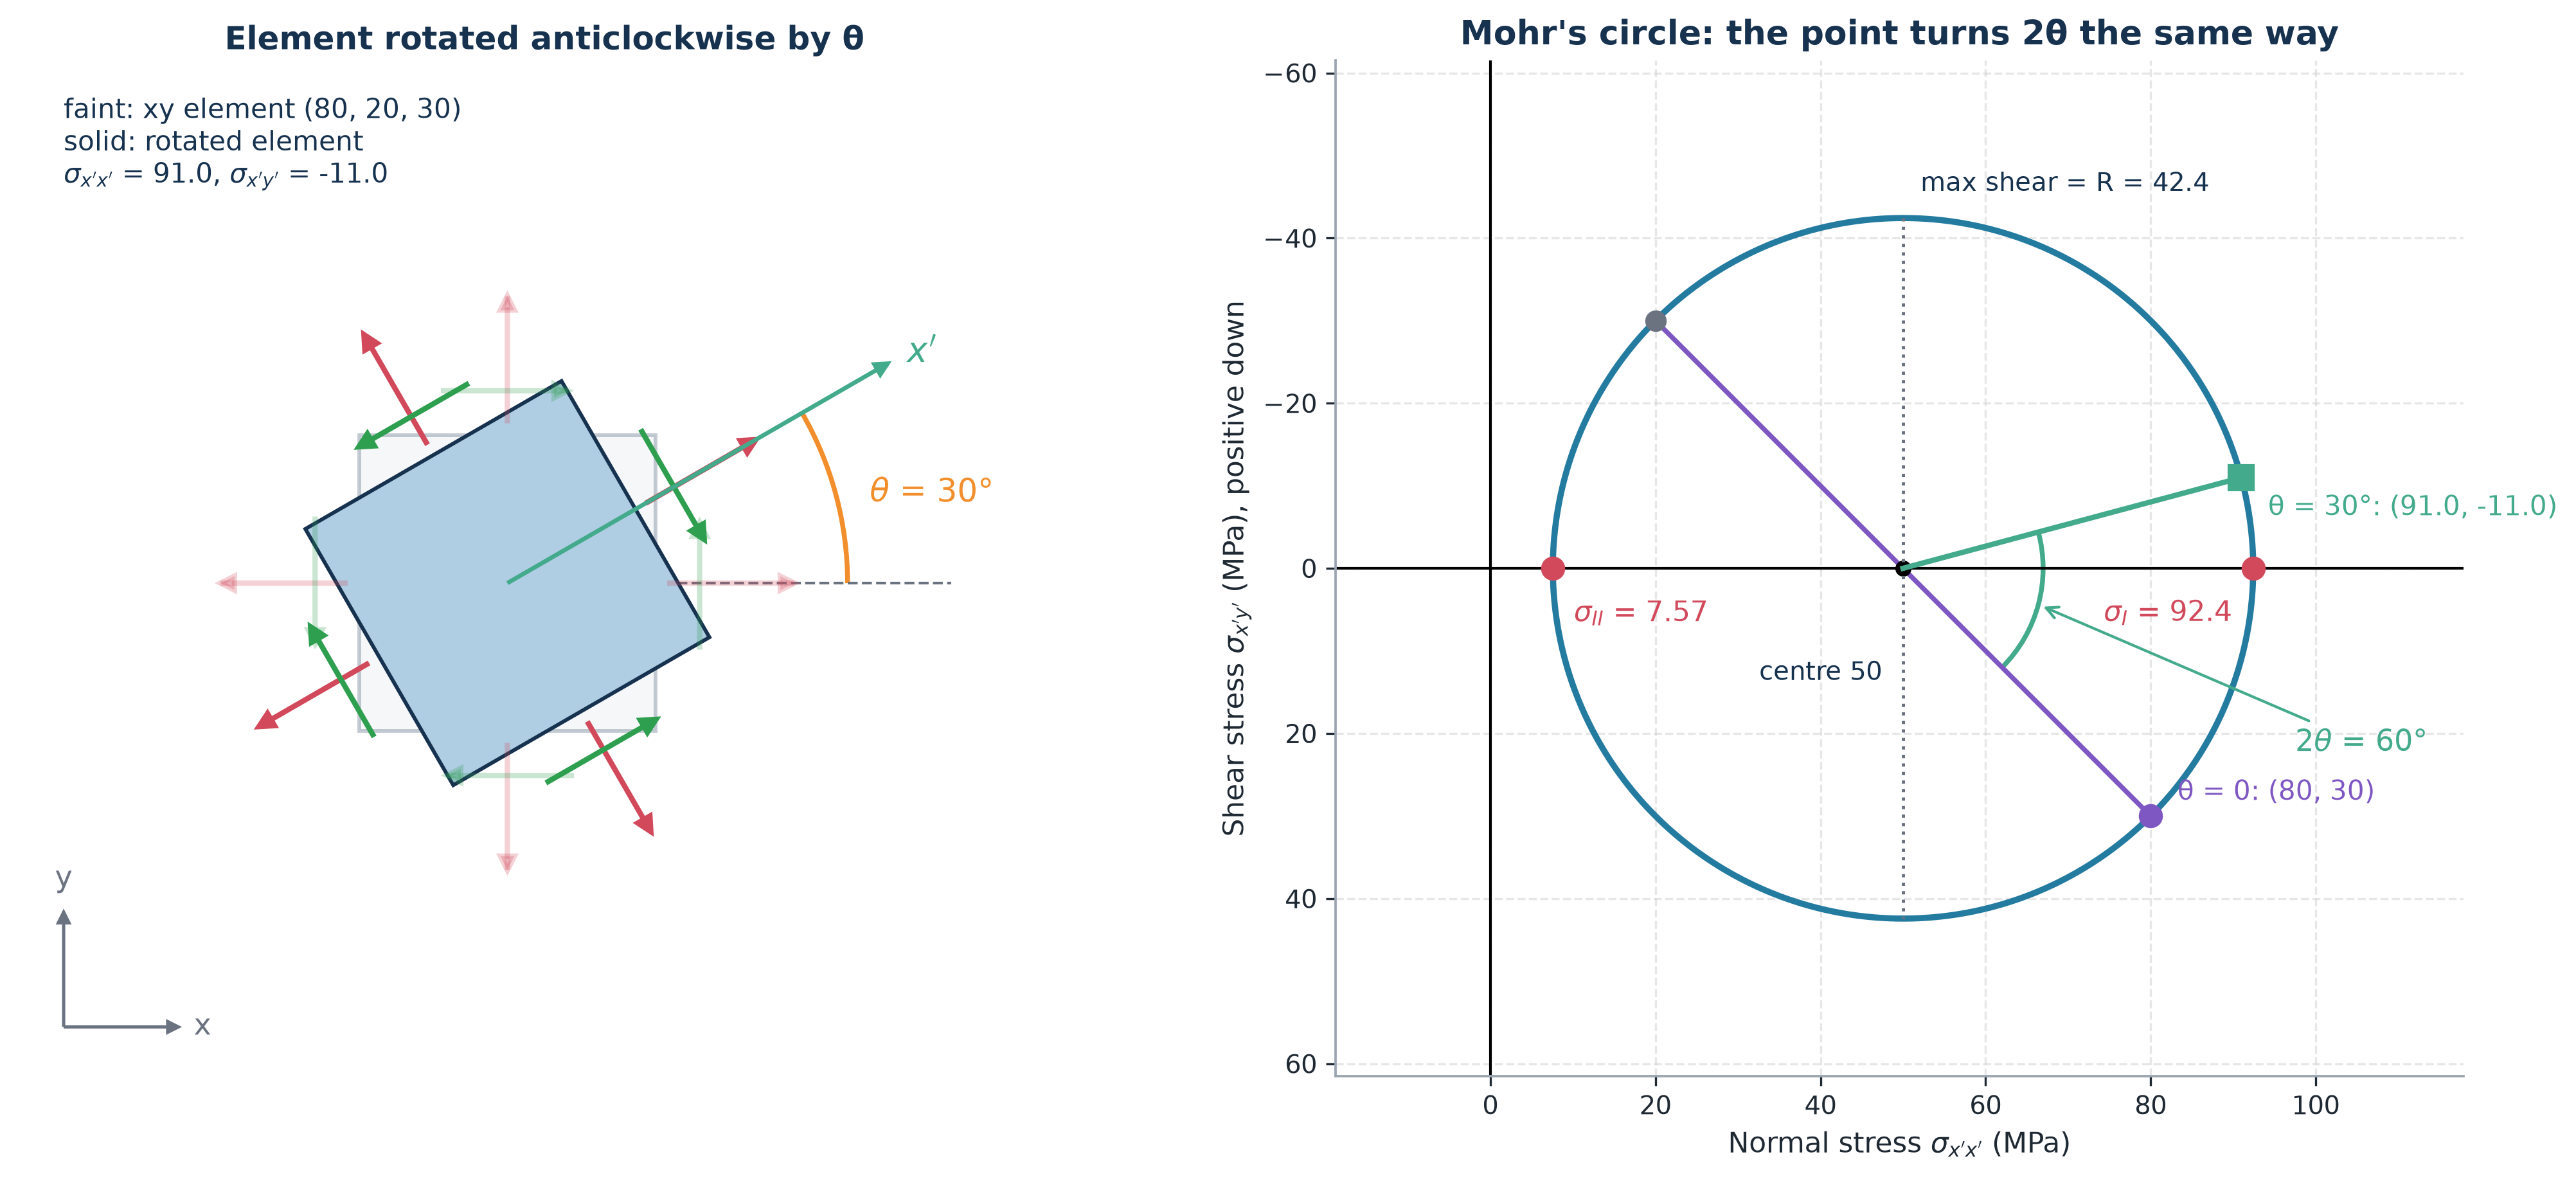 Element rotated anticlockwise by θ
faint: xy element (80, 20, 30)
solid: rotated element
σx′x′ = 91.0, σx′y′ = -11.0
x′
θ = 30°
y
x
Mohr's circle: the point turns 2θ the same way
−60
−40
−20
0
20
40
60
Shear stress σx′y′ (MPa), positive down
max shear = R = 42.4
θ = 30°: (91.0, -11.0)
σII = 7.57
σI = 92.4
centre 50
2θ = 60°
θ = 0: (80, 30)
0
20
40
60
80
100
Normal stress σx′x′ (MPa)